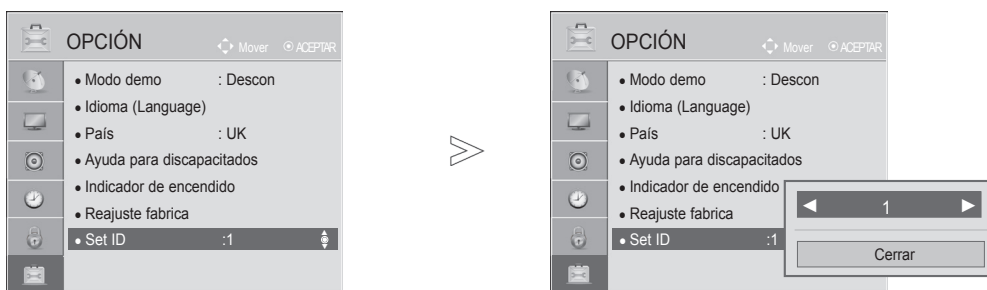 OPCIÓN Mover ACEPTAR
• Modo demo : Descon
• Idioma (Language)
• País : UK
• Ayuda para discapacitados
• Indicador de encendido
• Reajuste fabrica
• Set ID :1
OPCIÓN Mover ACEPTAR
• Modo demo : Descon
• Idioma (Language)
• País : UK
• Ayuda para discapacitados
• Indicador de encendido
• Reajuste fabrica
• Set ID :1
◄ 1 ►
Cerrar